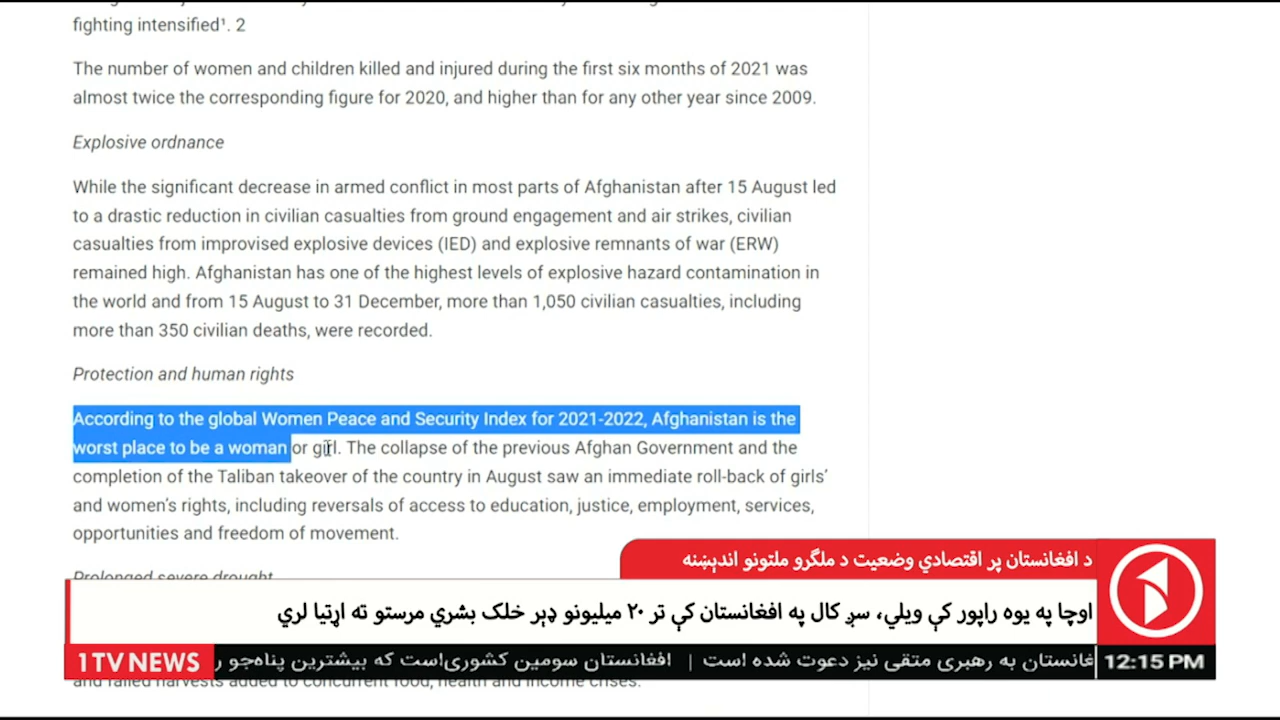 fighting intensified¹. 2
The number of women and children killed and injured during the first six months of 2021 was
almost twice the corresponding figure for 2020, and higher than for any other year since 2009.
Explosive ordnance
While the significant decrease in armed conflict in most parts of Afghanistan after 15 August led
to a drastic reduction in civilian casualties from ground engagement and air strikes, civilian
casualties from improvised explosive devices (IED) and explosive remnants of war (ERW)
remained high. Afghanistan has one of the highest levels of explosive hazard contamination in
the world and from 15 August to 31 December, more than 1,050 civilian casualties, including
more than 350 civilian deaths, were recorded.
Protection and human rights
According to the global Women Peace and Security Index for 2021-2022, Afghanistan is the
worst place to be a woman or girl. The collapse of the previous Afghan Government and the
completion of the Taliban takeover of the country in August saw an immediate roll-back of girls’
and women’s rights, including reversals of access to education, justice, employment, services,
opportunities and freedom of movement.
Prolonged severe drought
د افغانستان پر اقتصادي وضعیت د ملګرو ملتونو اندېښنه
اوچا په یوه راپور کې ویلي، سږ کال په افغانستان کې تر ۲۰ میلیونو ډېر خلک بشري مرستو ته اړتیا لري
1TV NEWS
غانستان به رهبری متقی نیز دعوت شده است | افغانستان سومین کشوری‌است که بیشترین پناه‌جو ر
12:15 PM
and failed harvests added to concurrent food, health and income crises.